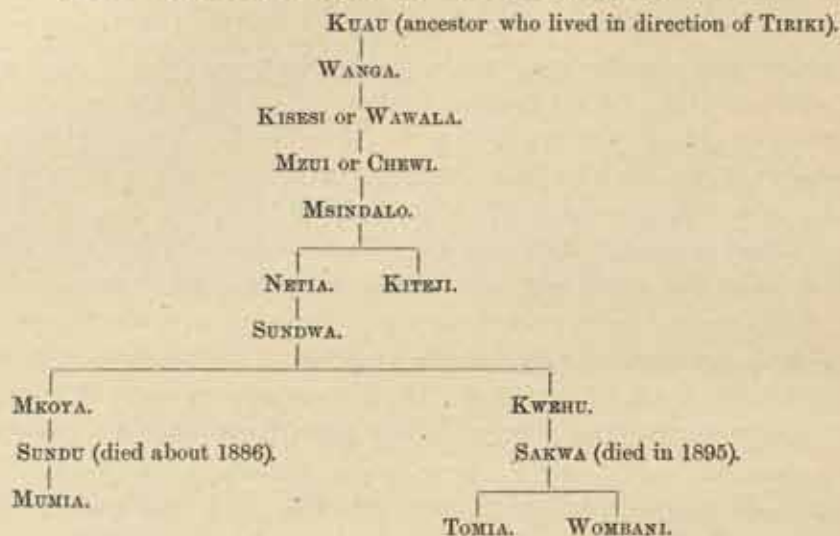 KUAU (ancestor who lived in direction of TIRIKI).
WANGA.
KISESI or WAWALA.
MZUI or CHEWI.
MSINDALO.
NETIA. KITEJI.
SUNDWA.
MKOYA. KWEHU.
SUNDU (died about 1886). SAKWA (died in 1895).
MUMIA.
TOMIA. WOMBANI.